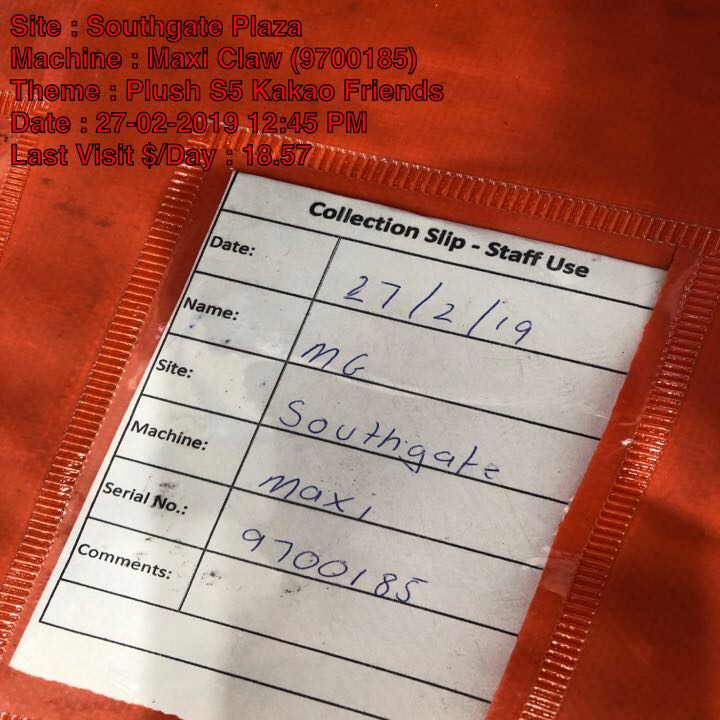 Site : Southgate Plaza
Machine : Maxi Claw (9700185)
Theme : Plush S5 Kakao Friends
Date : 27-02-2019 12:45 PM
Last Visit $/Day : 18.57
Collection Slip - Staff Use
Date: 27/2/19
Name: MG
Site: Southgate
Machine: Maxi
Serial No.: 9700185
Comments: